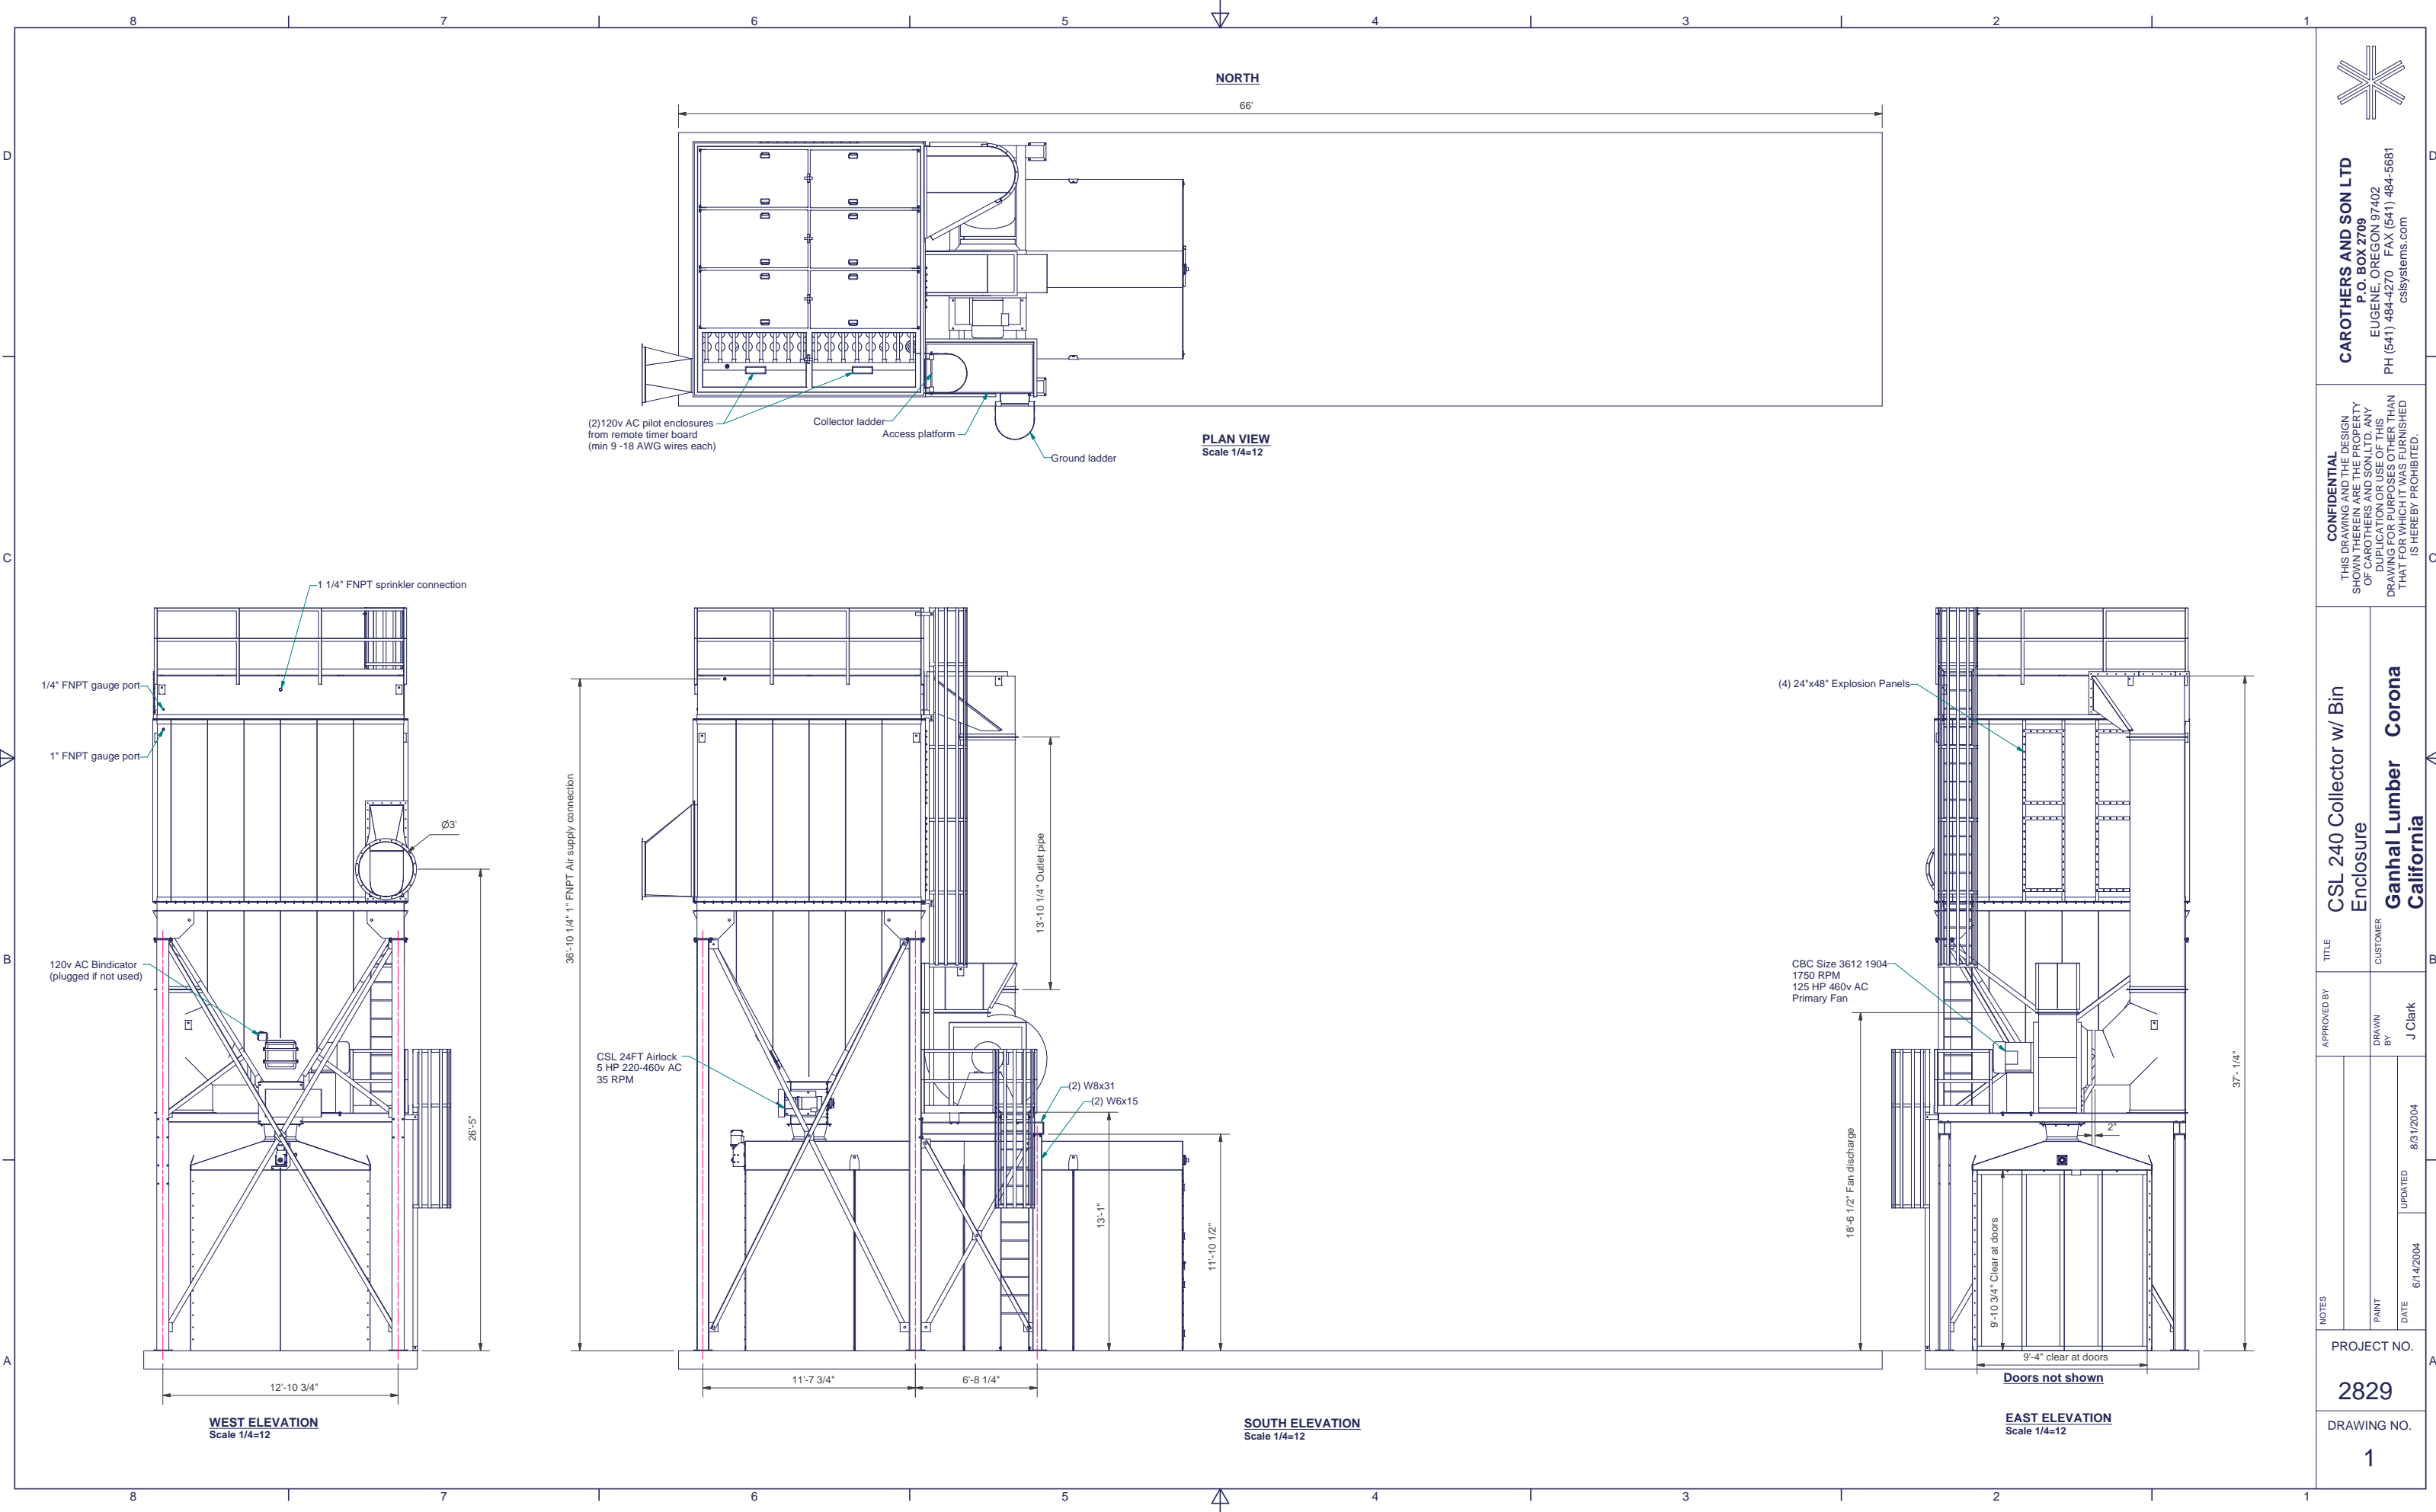 8 7 6 5 4 3 2 1
D
C
B
A
D
C
B
A
NORTH
66'
(2)120v AC pilot enclosures
from remote timer board
(min 9 -18 AWG wires each)
Collector ladder
Access platform
Ground ladder
PLAN VIEW
Scale 1/4=12
1 1/4" FNPT sprinkler connection
1/4" FNPT gauge port
1" FNPT gauge port
Ø3'
120v AC Bindicator
(plugged if not used)
26'-5"
12'-10 3/4"
WEST ELEVATION
Scale 1/4=12
36'-10 1/4" 1" FNPT Air supply connection
13'-10 1/4" Outlet pipe
CSL 24FT Airlock
5 HP 220-460v AC
35 RPM
(2) W8x31
(2) W6x15
13'-1"
11'-10 1/2"
11'-7 3/4"
6'-8 1/4"
SOUTH ELEVATION
Scale 1/4=12
(4) 24"x48" Explosion Panels
CBC Size 3612 1904
1750 RPM
125 HP 460v AC
Primary Fan
37'- 1/4"
18'-6 1/2" Fan discharge
2"
9'-10 3/4" Clear at doors
9'-4" clear at doors
Doors not shown
EAST ELEVATION
Scale 1/4=12
CAROTHERS AND SON LTD
P.O. BOX 2709
EUGENE, OREGON 97402
PH (541) 484-4270 FAX (541) 484-5681
cslsystems.com
CONFIDENTIAL
THIS DRAWING AND THE DESIGN
SHOWN THEREIN ARE THE PROPERTY
OF CAROTHERS AND SON,LTD. ANY
DUPLICATION OR USE OF THIS
DRAWING FOR PURPOSES OTHER THAN
THAT FOR WHICH IT WAS FURNISHED
IS HEREBY PROHIBITED.
TITLE
CSL 240 Collector w/ Bin
Enclosure
CUSTOMER
Ganhal Lumber Corona
California
APPROVED BY
DRAWN
BY
J Clark
NOTES
PAINT
DATE
6/14/2004
UPDATED
8/31/2004
PROJECT NO.
2829
DRAWING NO.
1
8 7 6 5 4 3 2 1